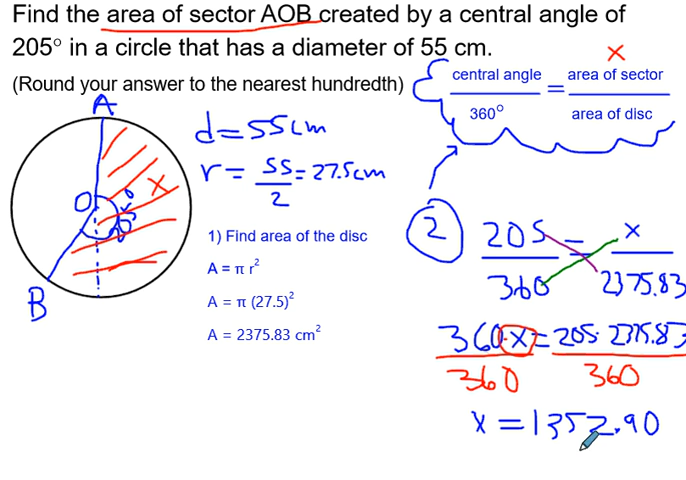 Find the area of sector AOB created by a central angle of
205° in a circle that has a diameter of 55 cm.
(Round your answer to the nearest hundredth)
x
central angle / 360° = area of sector / area of disc
A
O
B
x
205°
d=55cm
r = 55/2 = 27.5cm
1) Find area of the disc
A = π r²
A = π (27.5)²
A = 2375.83 cm²
2
205/360 = x/2375.83
360·x/360 = 205·2375.83/360
x = 1352.90